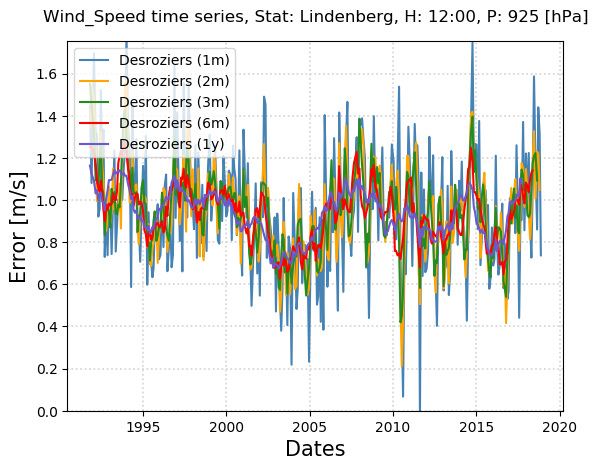 Wind_Speed time series, Stat: Lindenberg, H: 12:00, P: 925 [hPa]
Desroziers (1m)
Desroziers (2m)
Desroziers (3m)
Desroziers (6m)
Desroziers (1y)
Error [m/s]
1.6
1.4
1.2
1.0
0.8
0.6
0.4
0.2
0.0
1995 2000 2005 2010 2015 2020
Dates